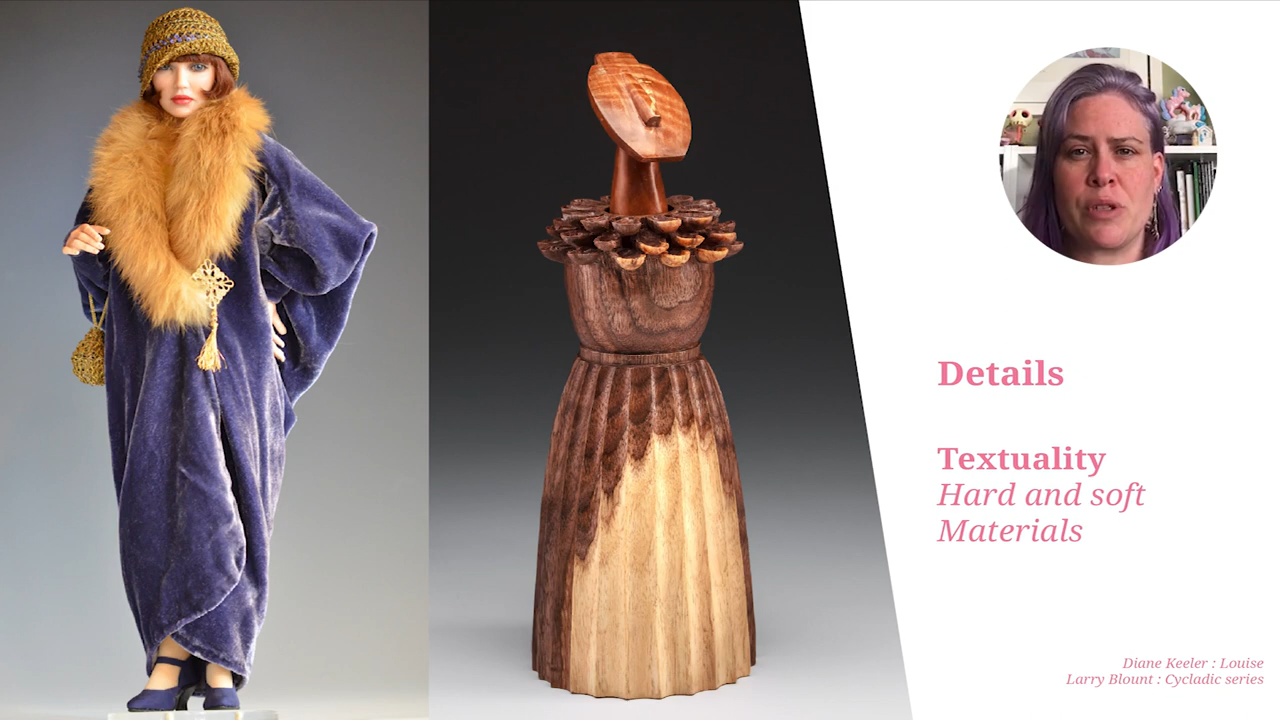 Details
Textuality
Hard and soft
Materials
Diane Keeler : Louise
Larry Blount : Cycladic series